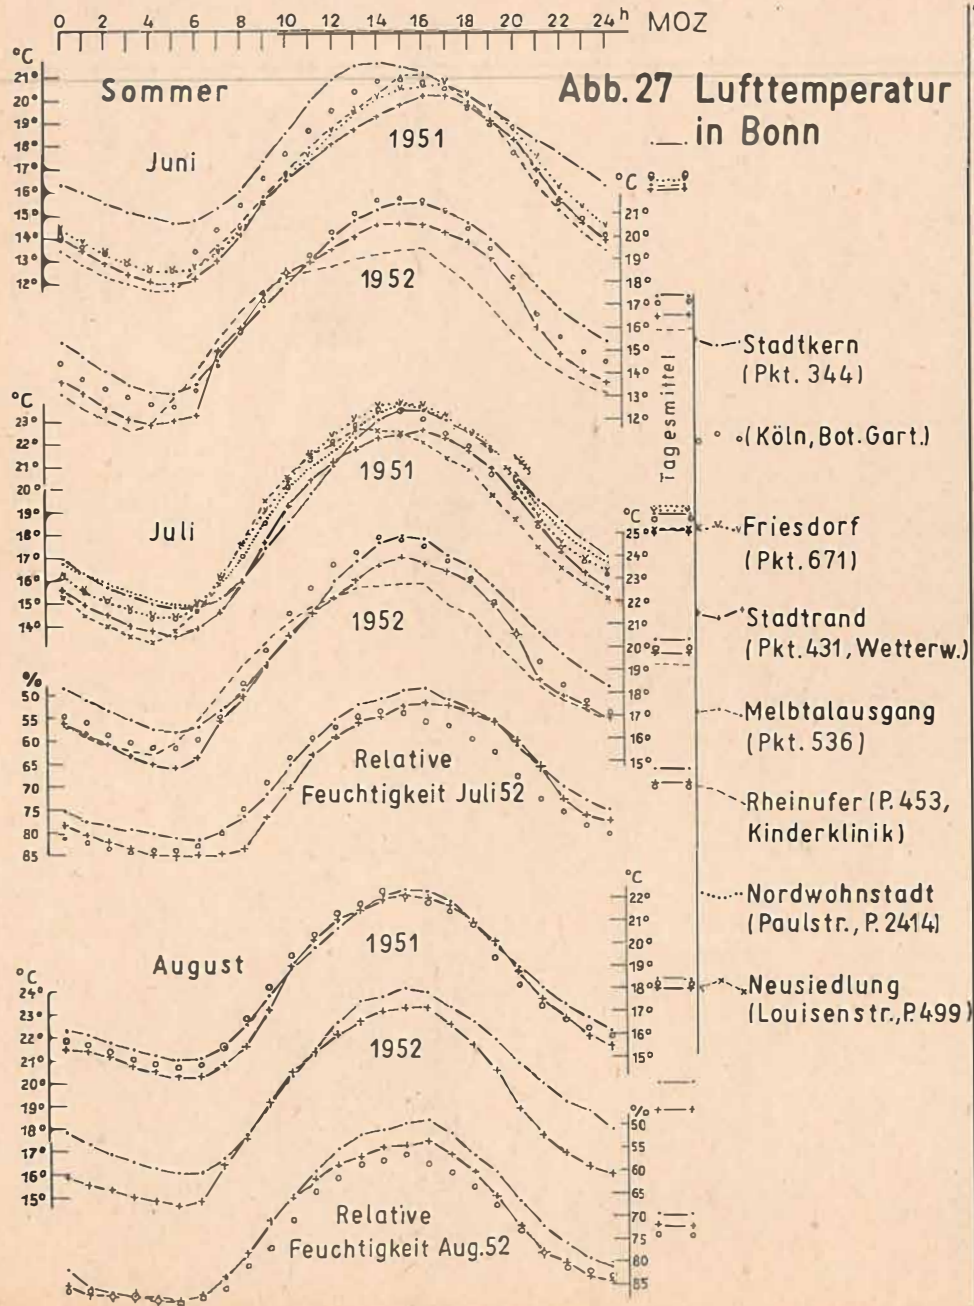 0 2 4 6 8 10 12 14 16 18 20 22 24 h MOZ
°C
21°
20°
19°
18°
17°
16°
15°
14°
13°
12°
Sommer
Abb. 27 Lufttemperatur
in Bonn
Juni
1951
1952
°C
21°
20°
19°
18°
17°
16°
15°
14°
13°
12°
Tagesmittel
Stadtkern
(Pkt. 344)
(Köln, Bot. Gart.)
Friesdorf
(Pkt. 671)
Stadtrand
(Pkt. 431, Wetterw.)
Melbtalausgang
(Pkt. 536)
Rheinufer (P. 453,
Kinderklinik)
Nordwohnstadt
(Paulstr., P. 2414)
Neusiedlung
(Louisenstr., P. 499)
23°
22°
21°
20°
19°
18°
17°
16°
15°
14°
Juli
1951
1952
°C
25°
24°
23°
22°
21°
20°
19°
18°
17°
16°
15°
%
50
55
60
65
70
75
80
85
Relative
Feuchtigkeit Juli 52
August
1951
1952
°C
22°
21°
20°
19°
18°
17°
16°
15°
°C
24°
23°
22°
21°
20°
19°
18°
17°
16°
15°
%
50
55
60
65
70
75
80
85
Relative
Feuchtigkeit Aug. 52